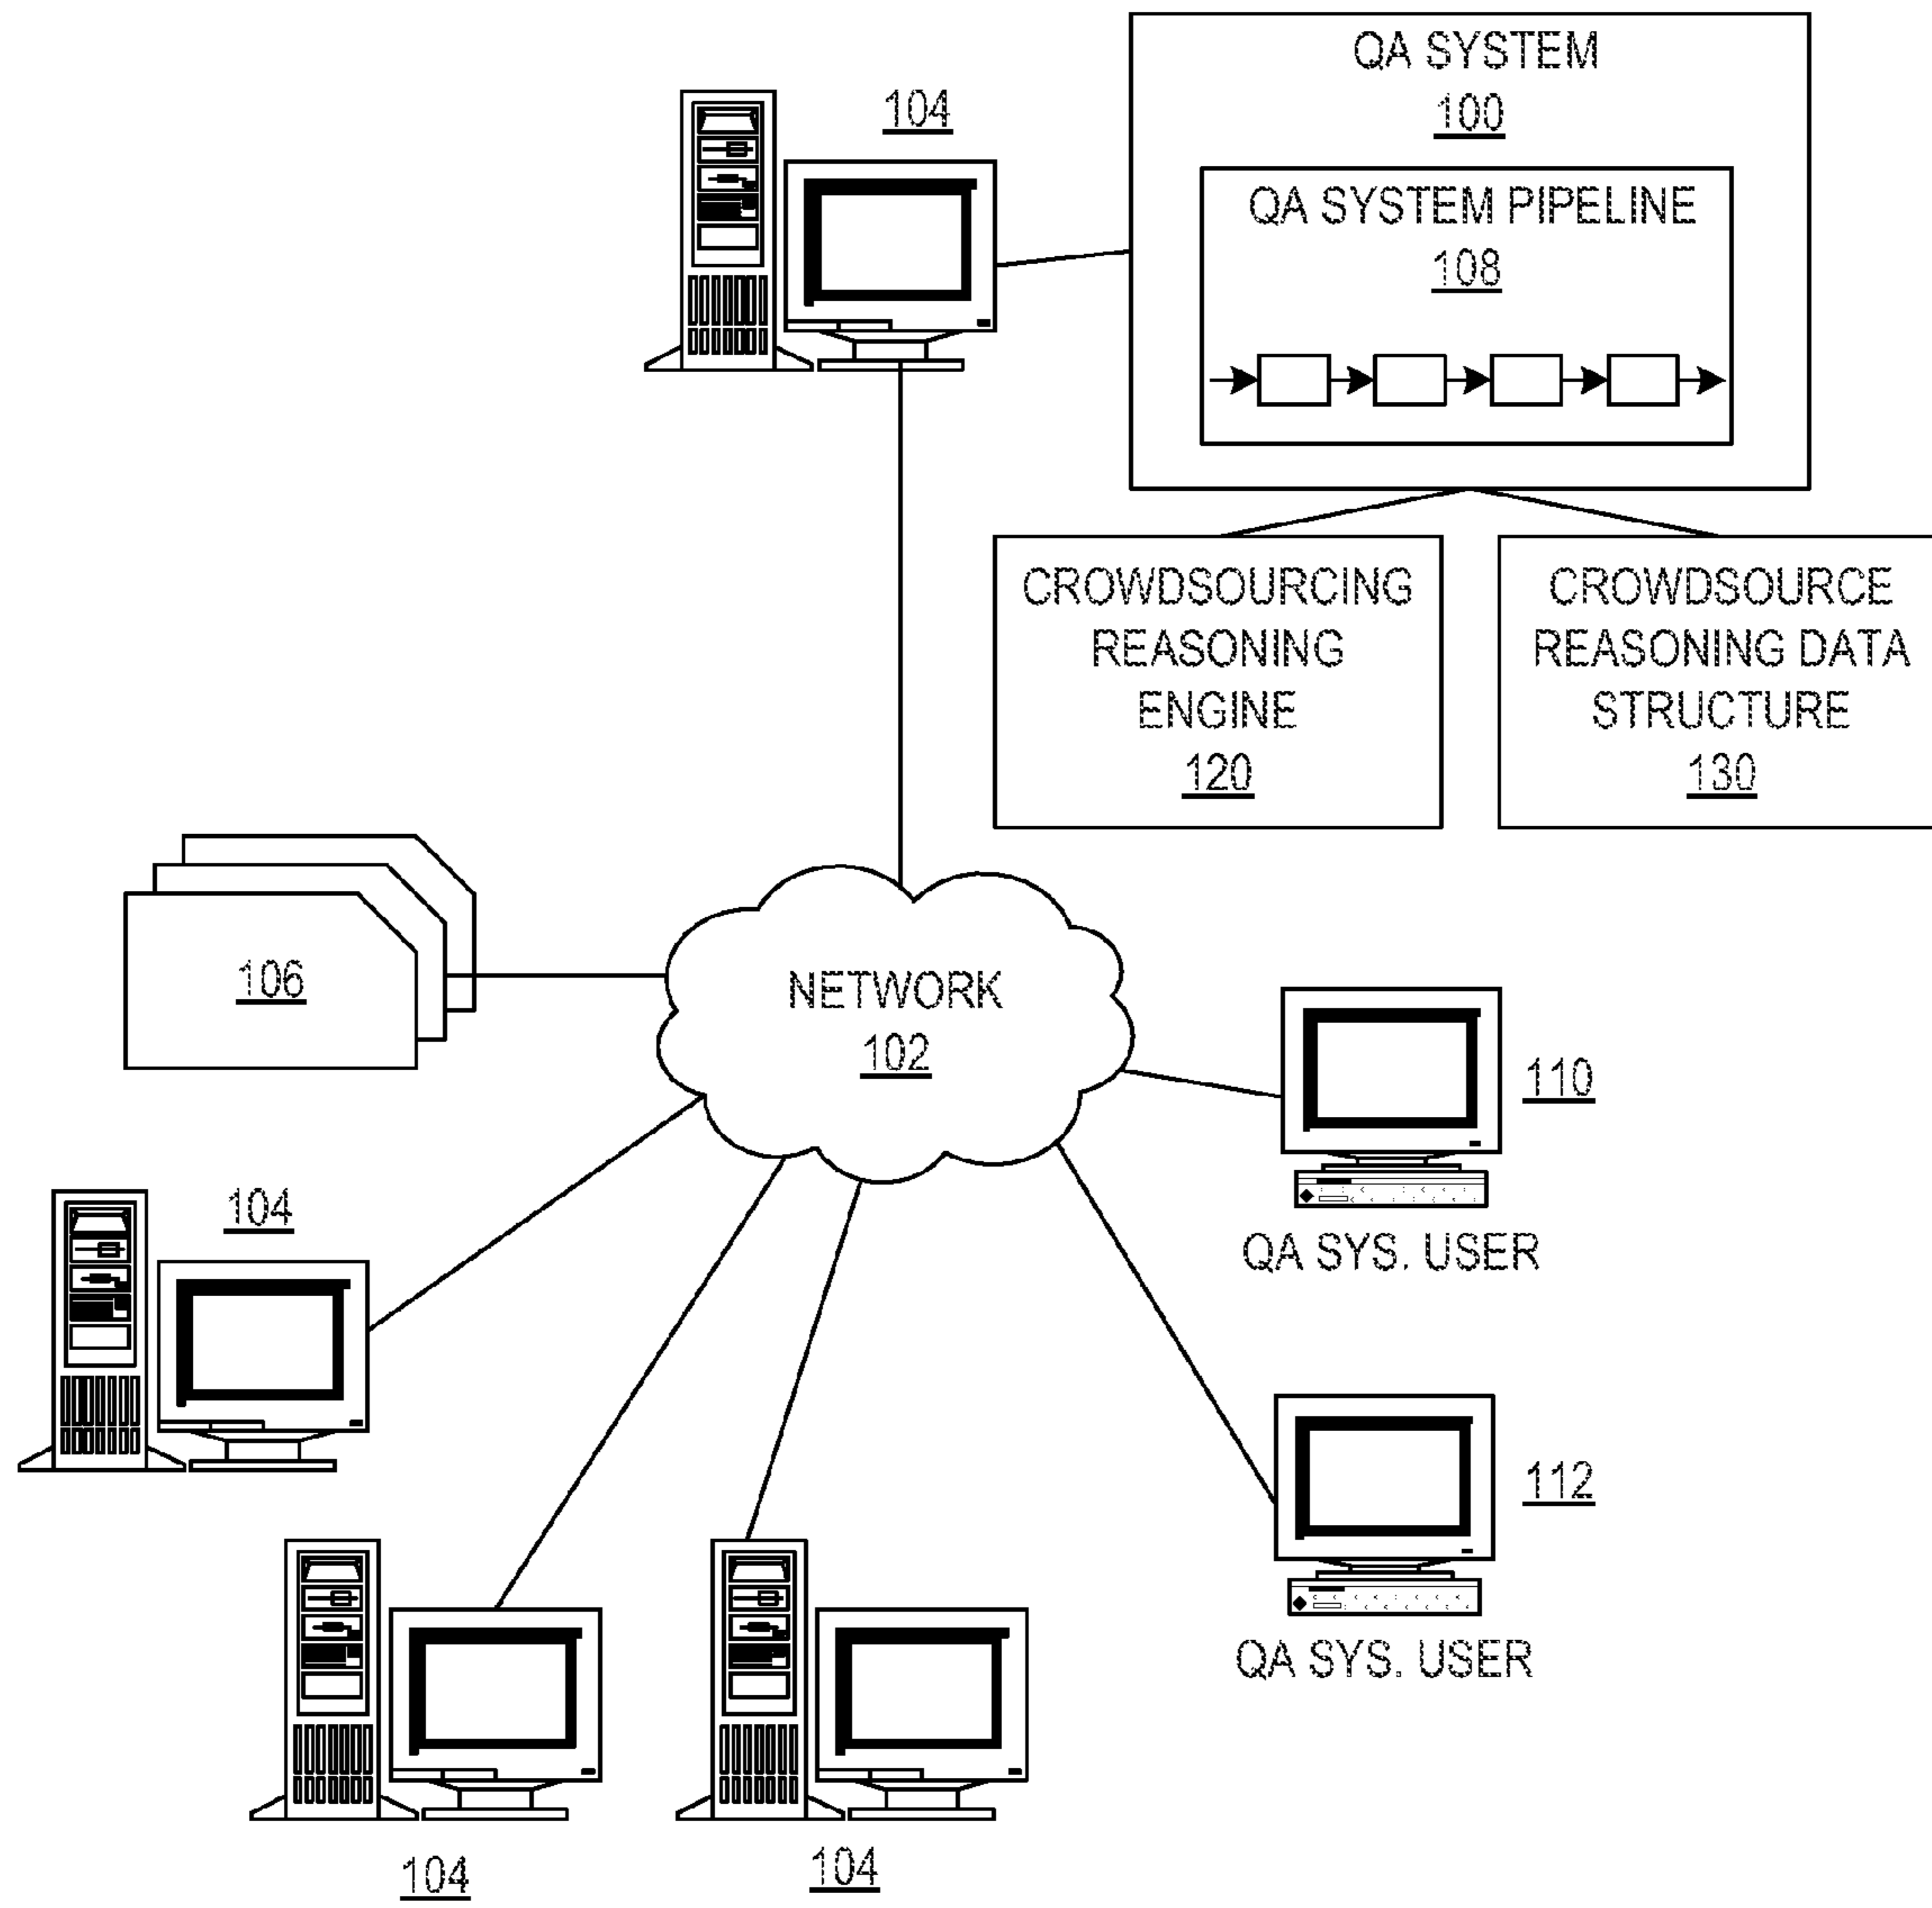 QA SYSTEM
100
104
QA SYSTEM PIPELINE
108
CROWDSOURCING
REASONING
ENGINE
120
CROWDSOURCE
REASONING DATA
STRUCTURE
130
106
NETWORK
102
110
QA SYS. USER
104
112
QA SYS. USER
104
104